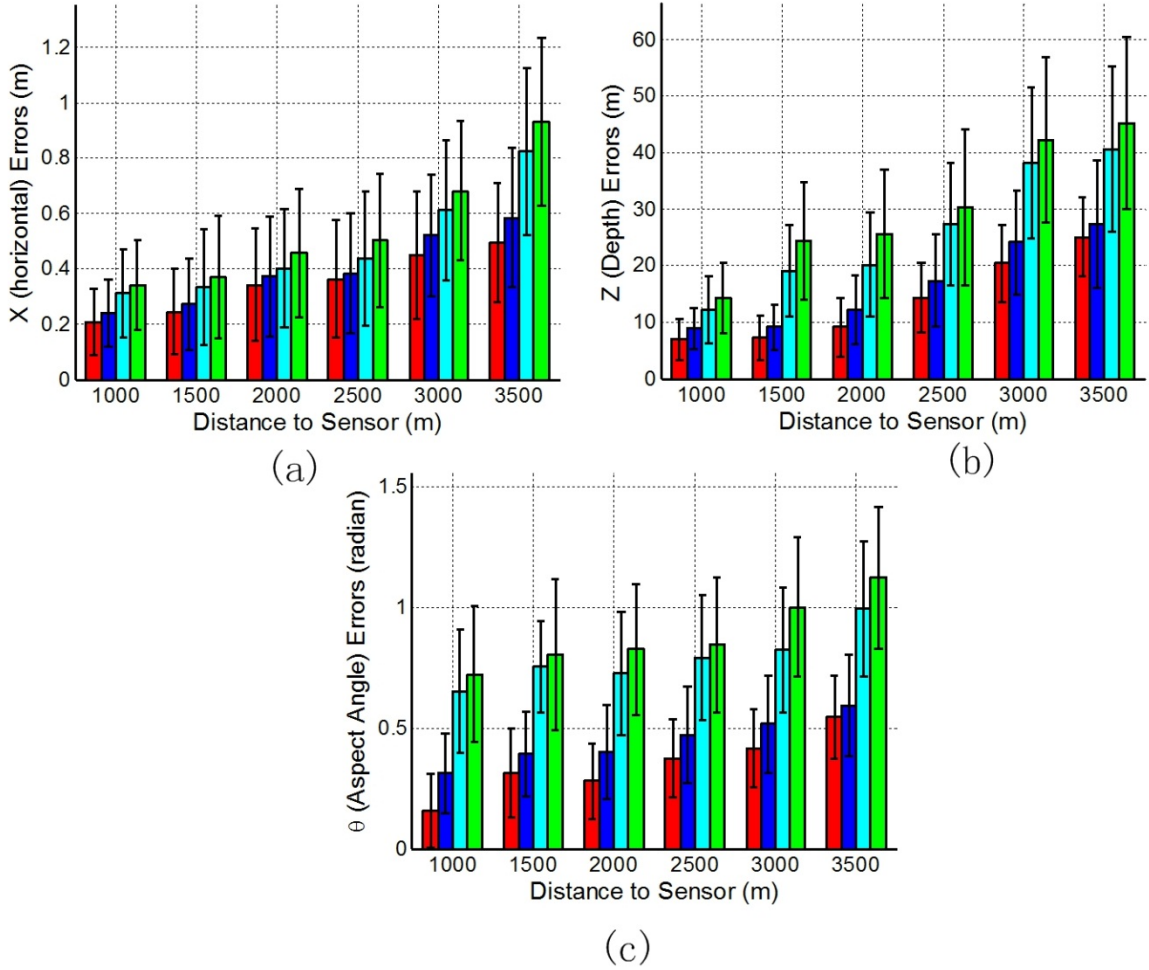 X (horizontal) Errors (m)
1.2
1
0.8
0.6
0.4
0.2
0
1000 1500 2000 2500 3000 3500
Distance to Sensor (m)
(a)
Z (Depth) Errors (m)
60
50
40
30
20
10
0
1000 1500 2000 2500 3000 3500
Distance to Sensor (m)
(b)
θ (Aspect Angle) Errors (radian)
1.5
1
0.5
0
1000 1500 2000 2500 3000 3500
Distance to Sensor (m)
(c)